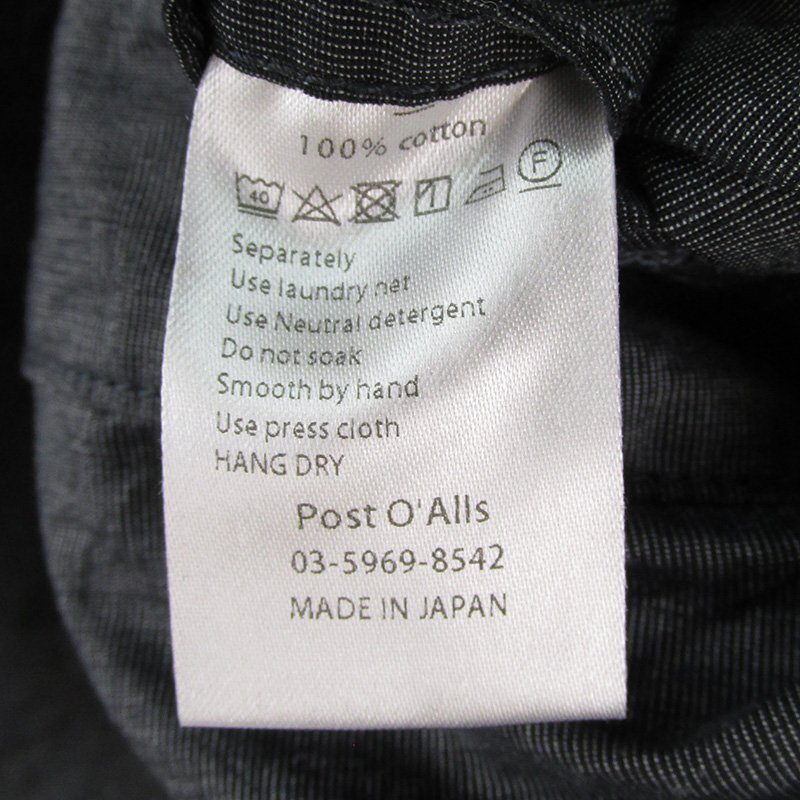 100% cotton
40 F
Separately
Use laundry net
Use Neutral detergent
Do not soak
Smooth by hand
Use press cloth
HANG DRY
Post O'Alls
03-5969-8542
MADE IN JAPAN